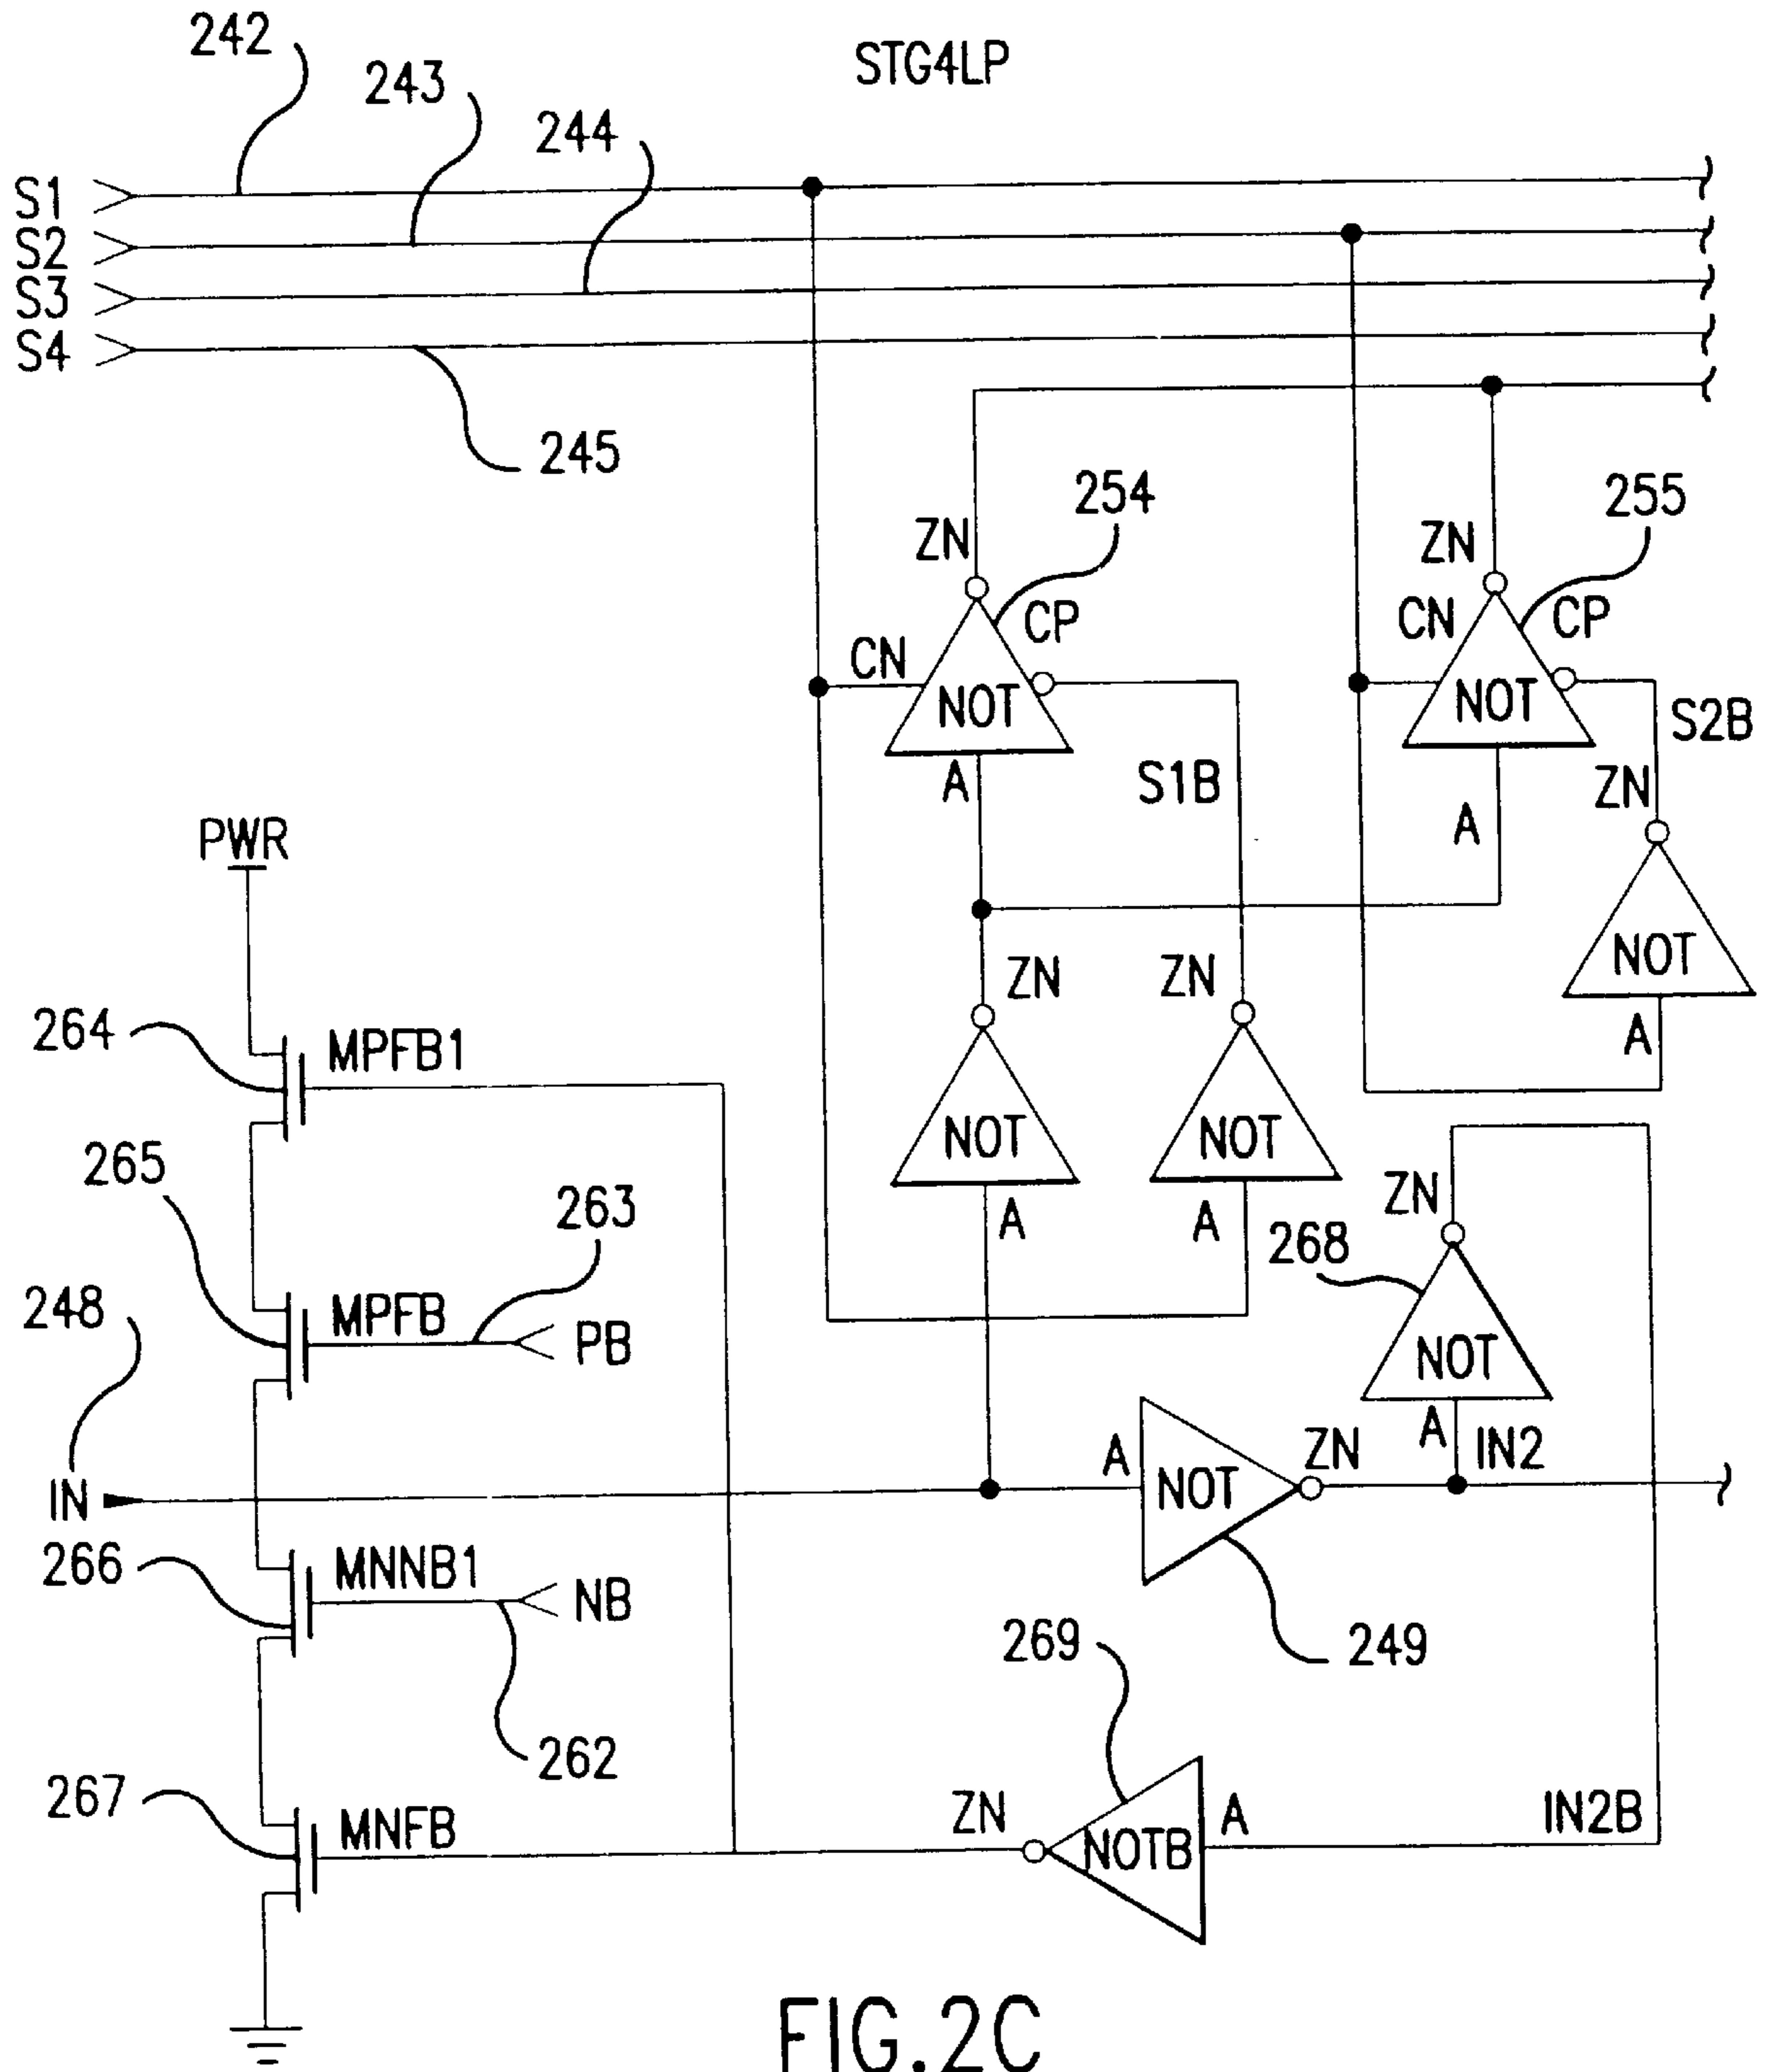 242
STG4LP
243
244
S1
S2
S3
S4
245
254
255
ZN
ZN
CP
CN
CP
CN
NOT
NOT
S2B
A
S1B
ZN
A
PWR
NOT
ZN
ZN
A
264
MPFB1
NOT
NOT
265
263
ZN
A
A
268
248
MPFB
PB
NOT
A
ZN
A
IN2
IN
NOT
266
MNNB1
NB
269
249
262
267
MNFB
ZN
A
IN2B
NOTB
FIG.2C